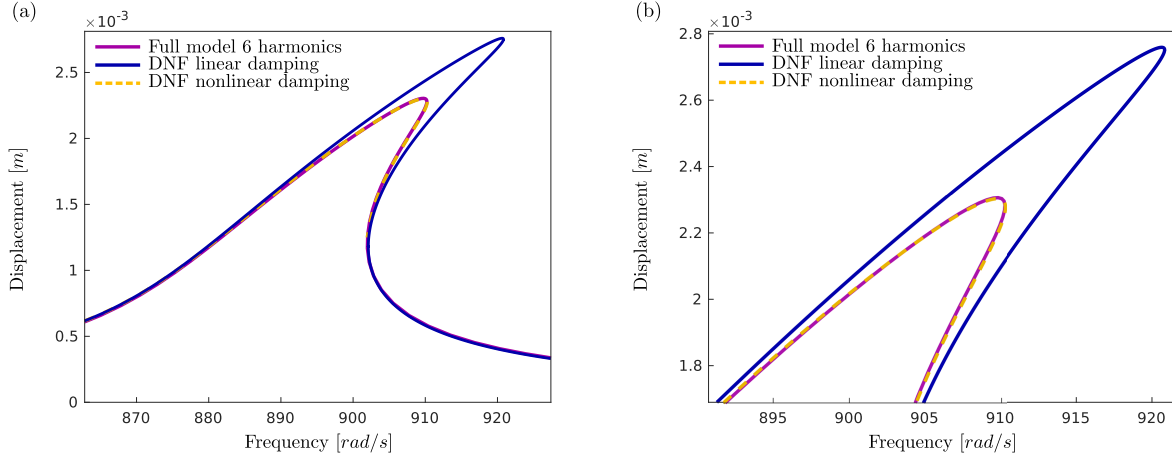 (a)
×10⁻³
Full model 6 harmonics
DNF linear damping
DNF nonlinear damping
2.5
2
1.5
1
0.5
0
Displacement [m]
870
880
890
900
910
920
Frequency [rad/s]
(b)
×10⁻³
Full model 6 harmonics
DNF linear damping
DNF nonlinear damping
2.8
2.6
2.4
2.2
2
1.8
Displacement [m]
895
900
905
910
915
920
Frequency [rad/s]